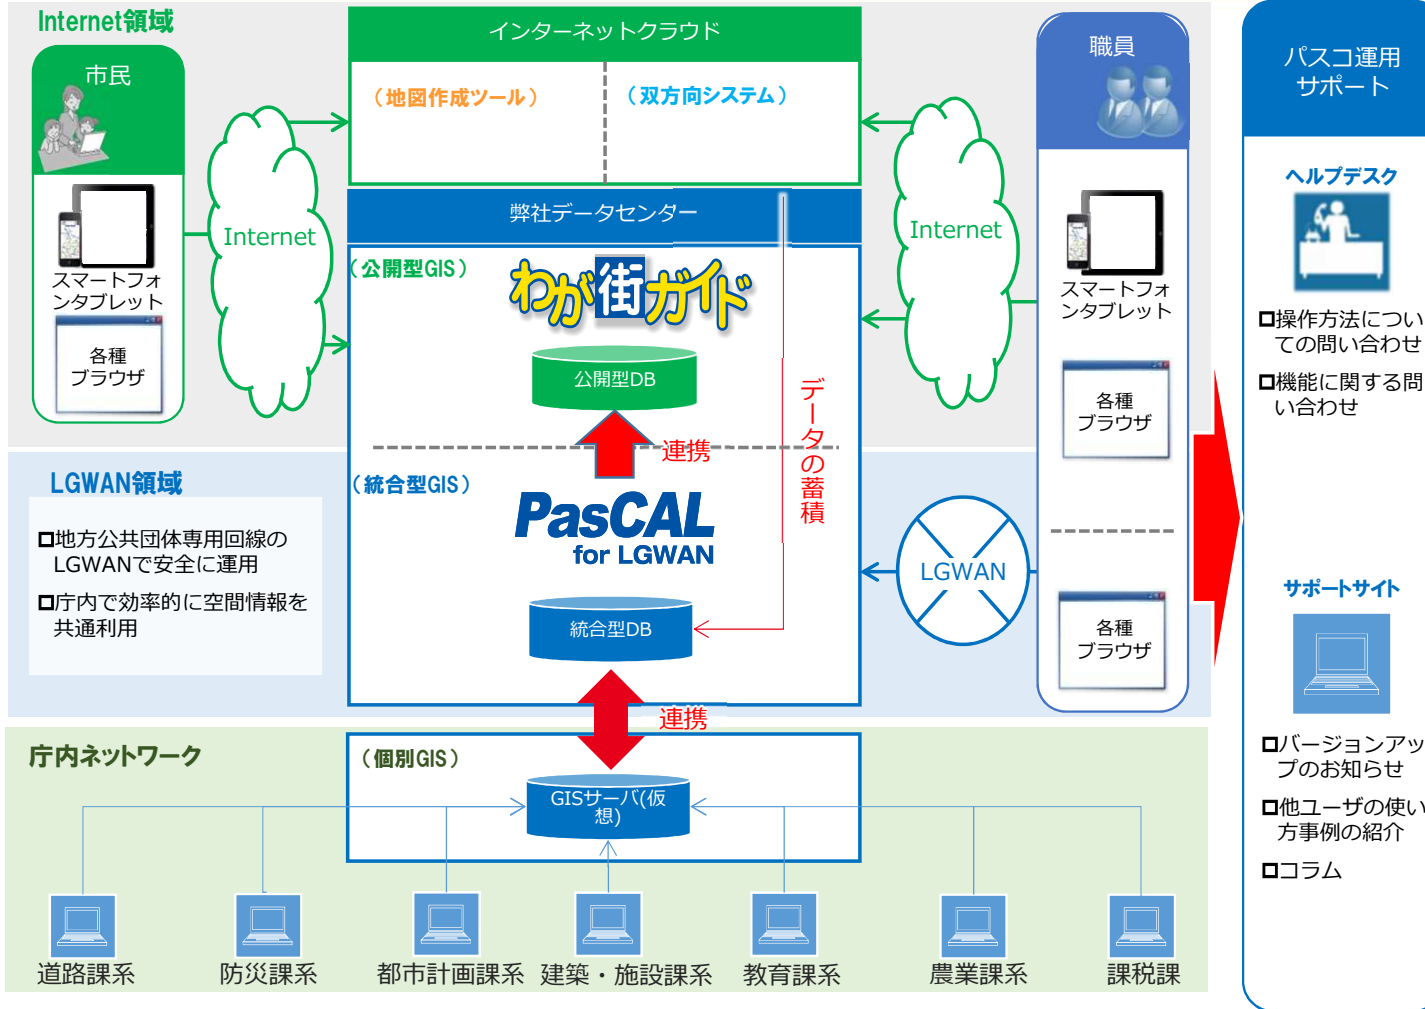 Internet領域
市民
スマートフォ
ンタブレット
各種
ブラウザ
Internet
インターネットクラウド
（地図作成ツール）
（双方向システム）
弊社データセンター
（公開型GIS）
わが街ガイド
公開型DB
連携
データの蓄積
（統合型GIS）
PasCAL
for LGWAN
統合型DB
連携
Internet
LGWAN
職員
スマートフォ
ンタブレット
各種
ブラウザ
各種
ブラウザ
LGWAN領域
地方公共団体専用回線の
LGWANで安全に運用
庁内で効率的に空間情報を
共通利用
庁内ネットワーク
（個別GIS）
GISサーバ(仮
想)
道路課系
防災課系
都市計画課系
建築・施設課系
教育課系
農業課系
課税課
パスコ運用
サポート
ヘルプデスク
操作方法につい
ての問い合わせ
機能に関する問
い合わせ
サポートサイト
バージョンアッ
プのお知らせ
他ユーザの使い
方事例の紹介
コラム